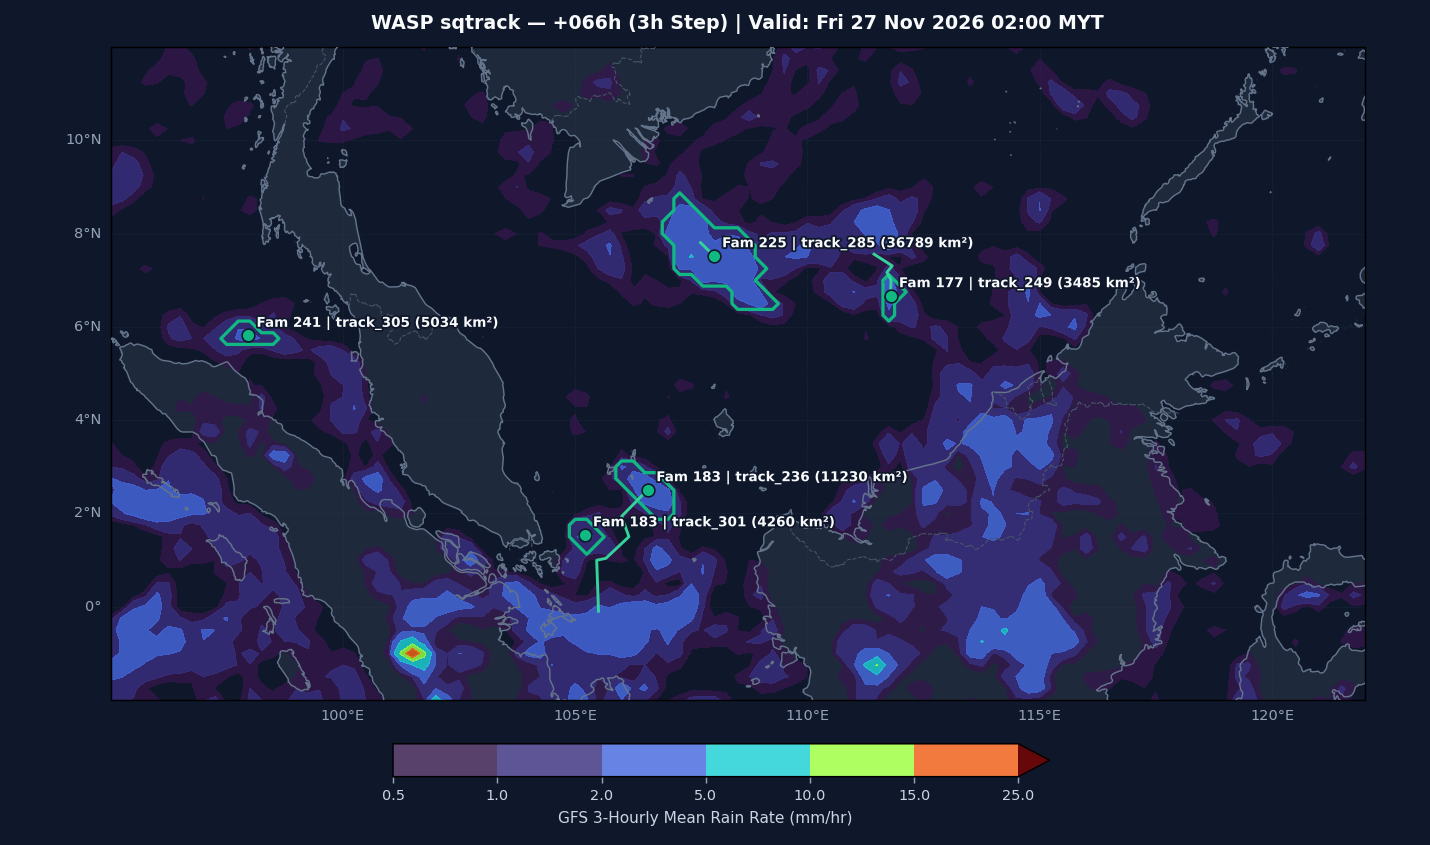 WASP sqtrack — +066h (3h Step) | Valid: Fri 27 Nov 2026 02:00 MYT
10°N
8°N
6°N
4°N
2°N
0°
Fam 225 | track_285 (36789 km²)
Fam 177 | track_249 (3485 km²)
Fam 241 | track_305 (5034 km²)
Fam 183 | track_236 (11230 km²)
Fam 183 | track_301 (4260 km²)
100°E
105°E
110°E
115°E
120°E
0.5
1.0
2.0
5.0
10.0
15.0
25.0
GFS 3-Hourly Mean Rain Rate (mm/hr)